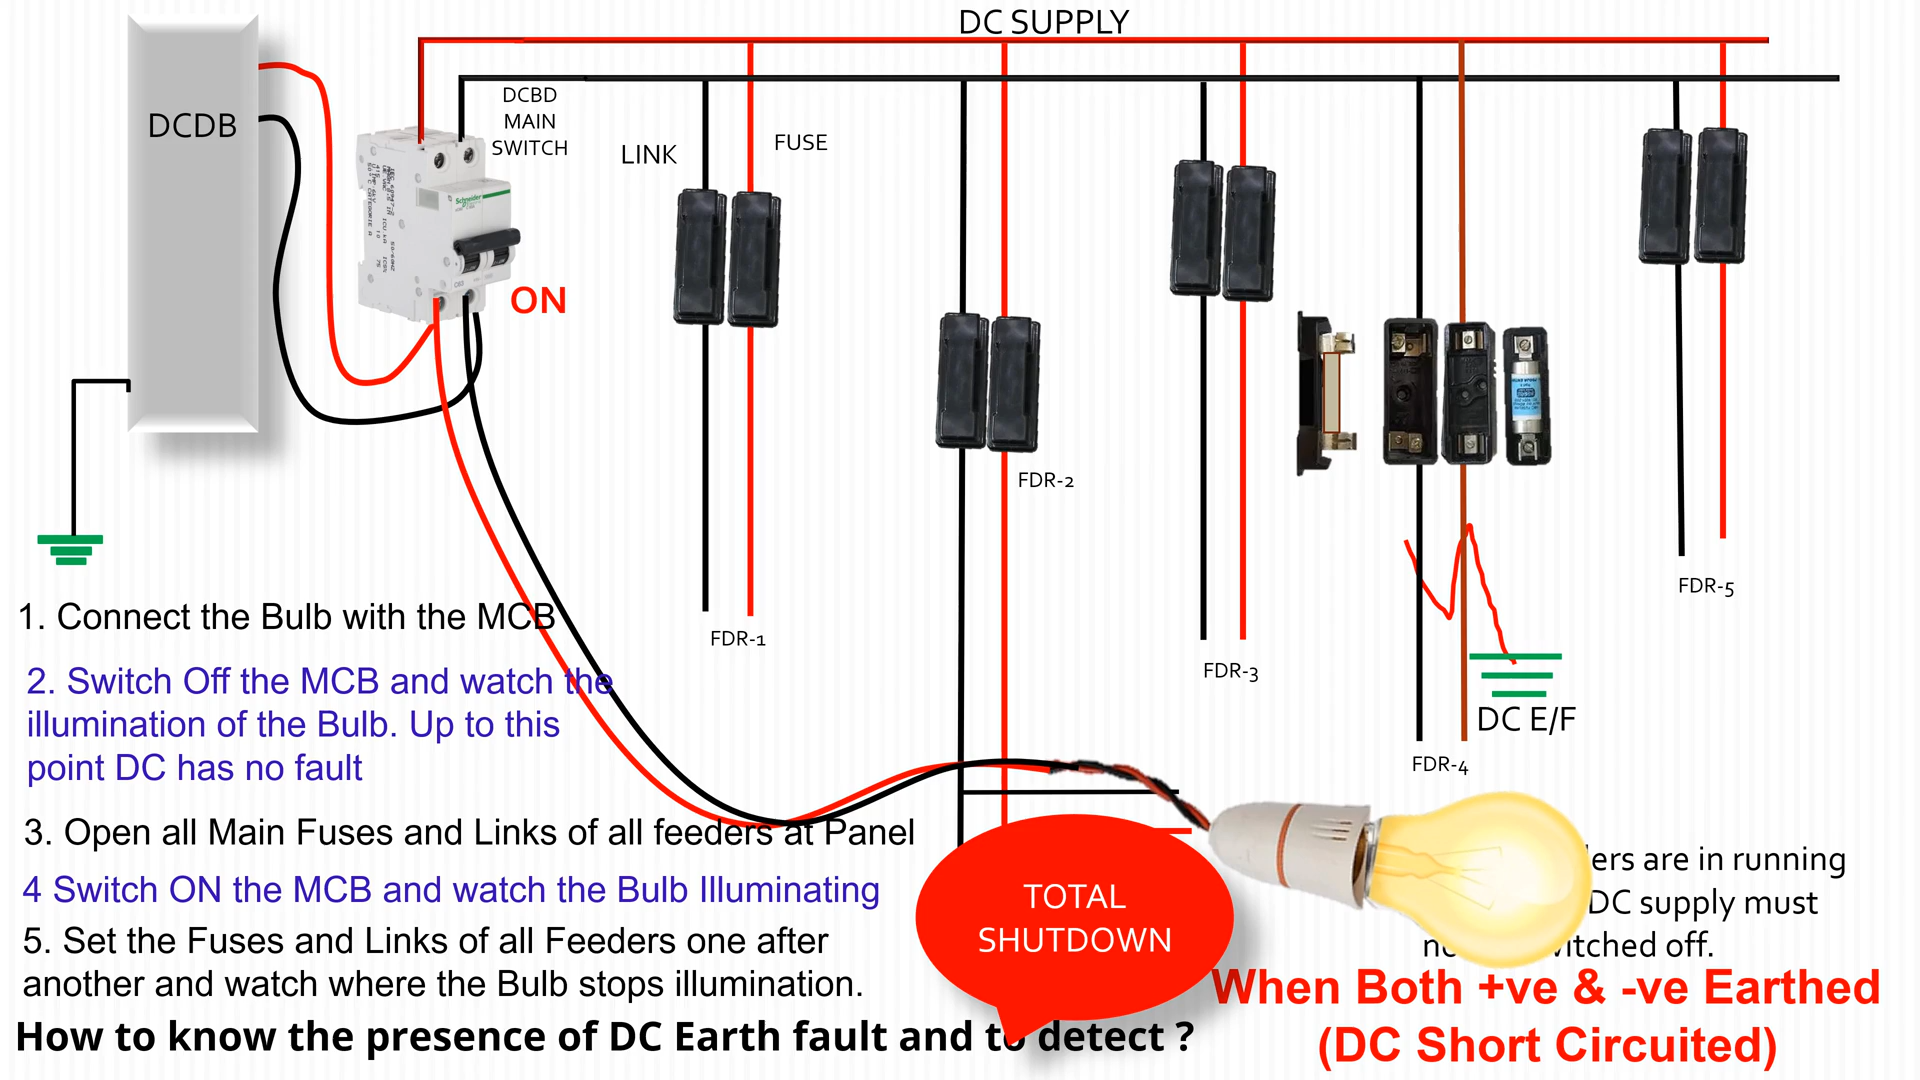 DC SUPPLY
DCDB
DCBD
MAIN
SWITCH
LINK
FUSE
Schneider
ON
FDR-2
FDR-5
FDR-1
FDR-3
DC E/F
FDR-4
1. Connect the Bulb with the MCB
2. Switch Off the MCB and watch the
illumination of the Bulb. Up to this
point DC has no fault
3. Open all Main Fuses and Links of all feeders at Panel
4 Switch ON the MCB and watch the Bulb Illuminating
5. Set the Fuses and Links of all Feeders one after
another and watch where the Bulb stops illumination.
TOTAL
SHUTDOWN
are in running
DC supply must
off.
When Both +ve & -ve Earthed
(DC Short Circuited)
How to know the presence of DC Earth fault and to detect ?